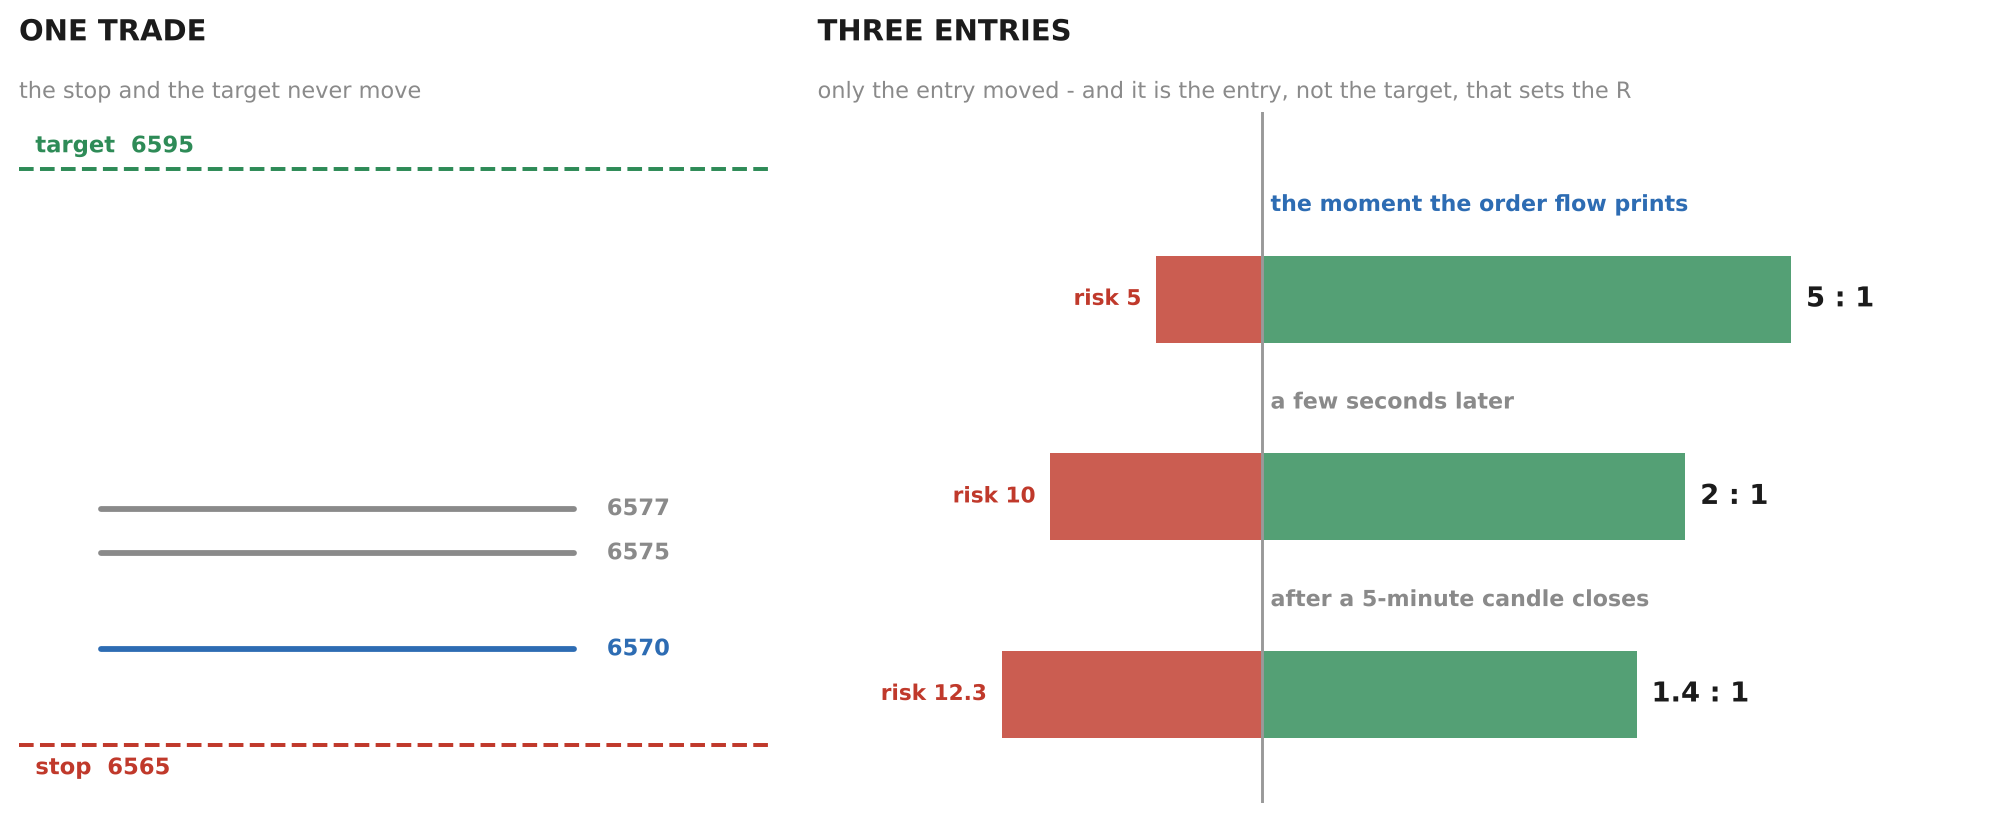 ONE TRADE
the stop and the target never move
target  6595
6577
6575
6570
stop  6565
THREE ENTRIES
only the entry moved - and it is the entry, not the target, that sets the R
the moment the order flow prints
risk 5
5 : 1
a few seconds later
risk 10
2 : 1
after a 5-minute candle closes
risk 12.3
1.4 : 1